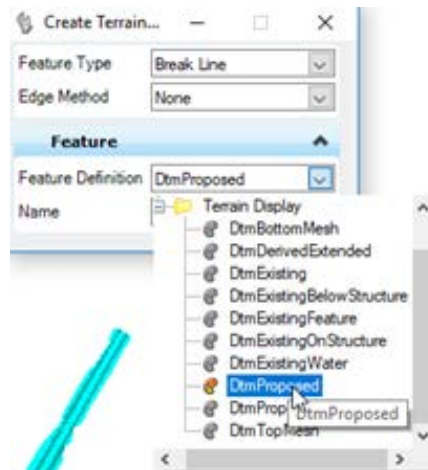 Create Terrain...
Feature Type Break Line
Edge Method None
Feature
Feature Definition DtmProposed
Name
Terrain Display
DtmBottomMesh
DtmDerivedExtended
DtmExisting
DtmExistingBelowStructure
DtmExistingFeature
DtmExistingOnStructure
DtmExistingWater
DtmProposed
DtmProposed
DtmTopMesh